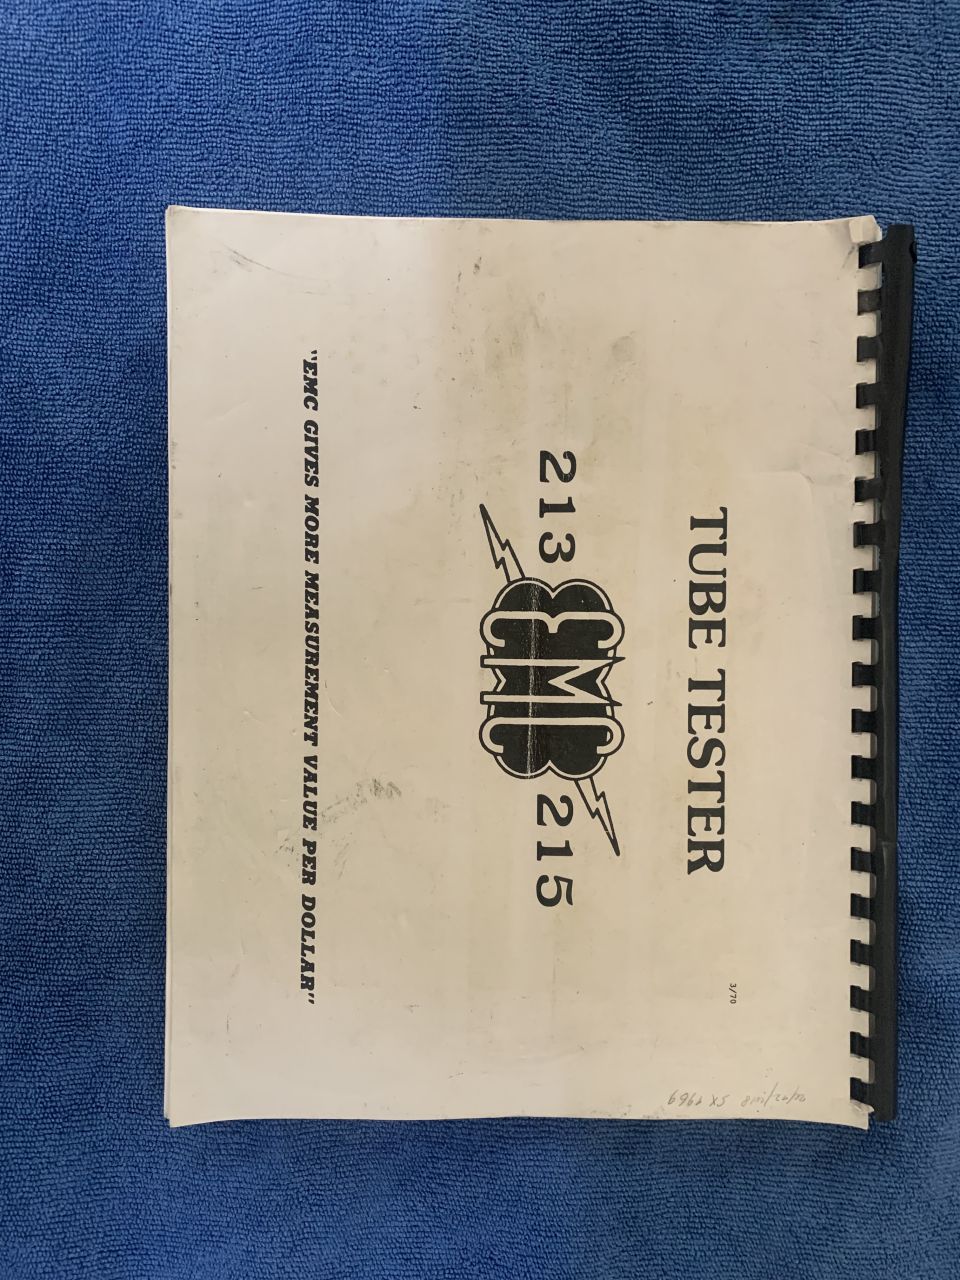 3/70
TUBE TESTER
213 EMC 215
"EMC GIVES MORE MEASUREMENT VALUE PER DOLLAR"